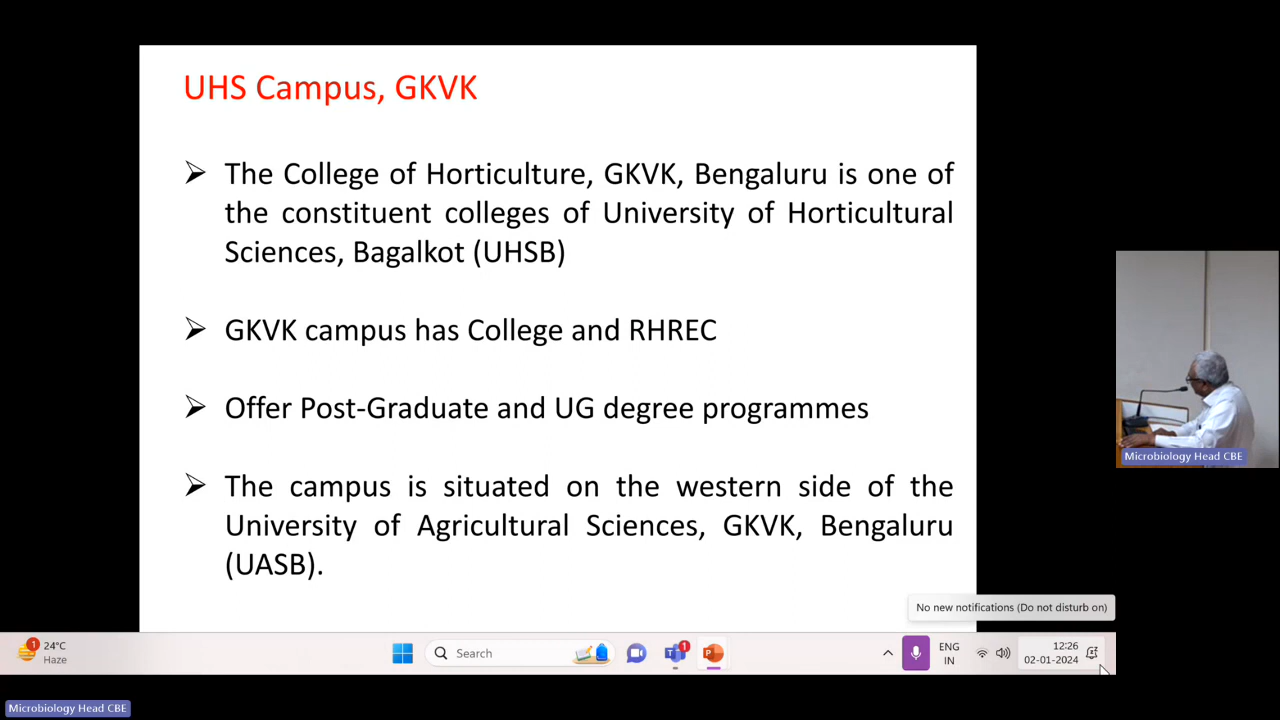 UHS Campus, GKVK
➢ The College of Horticulture, GKVK, Bengaluru is one of
the constituent colleges of University of Horticultural
Sciences, Bagalkot (UHSB)
➢ GKVK campus has College and RHREC
➢ Offer Post-Graduate and UG degree programmes
➢ The campus is situated on the western side of the
University of Agricultural Sciences, GKVK, Bengaluru
(UASB).
Microbiology Head CBE
No new notifications (Do not disturb on)
1
24°C
Haze
Search
1
ENG
IN
12:26
02-01-2024
Microbiology Head CBE